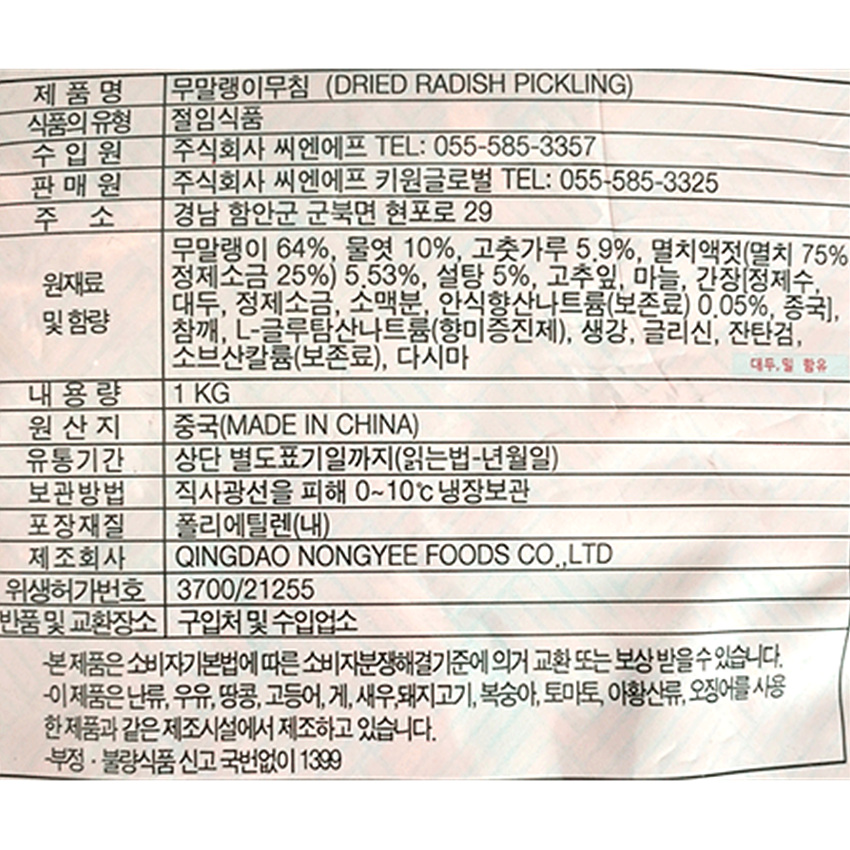 제품명 무말랭이무침 (DRIED RADISH PICKLING)
식품의 유형 절임식품
수입원 주식회사 씨엔에프 TEL: 055-585-3357
판매원 주식회사 씨엔에프 키원글로벌 TEL: 055-585-3325
주 소 경남 함안군 군북면 현포로 29
원재료 및 함량
무말랭이 64%, 물엿 10%, 고춧가루 5.9%, 멸치액젓(멸치 75%
정제소금 25%) 5.53%, 설탕 5%, 고추잎, 마늘, 간장[정제수,
대두, 정제소금, 소맥분, 안식향산나트륨(보존료) 0.05%, 종국],
참깨, L-글루탐산나트륨(향미증진제), 생강, 글리신, 잔탄검,
소브산칼륨(보존료), 다시마
대두,밀 함유
내용량 1 KG
원산지 중국(MADE IN CHINA)
유통기간 상단 별도표기일까지(읽는법-년월일)
보관방법 직사광선을 피해 0~10℃ 냉장보관
포장재질 폴리에틸렌(내)
제조회사 QINGDAO NONGYEE FOODS CO.,LTD
위생허가번호 3700/21255
반품 및 교환장소 구입처 및 수입업소
-본 제품은 소비자기본법에 따른 소비자분쟁해결기준에 의거 교환 또는 보상 받을 수 있습니다.
-이 제품은 난류, 우유, 땅콩, 고등어, 게, 새우,돼지고기, 복숭아, 토마토, 아황산류, 오징어를 사용
한 제품과 같은 제조시설에서 제조하고 있습니다.
-부정·불량식품 신고 국번없이 1399